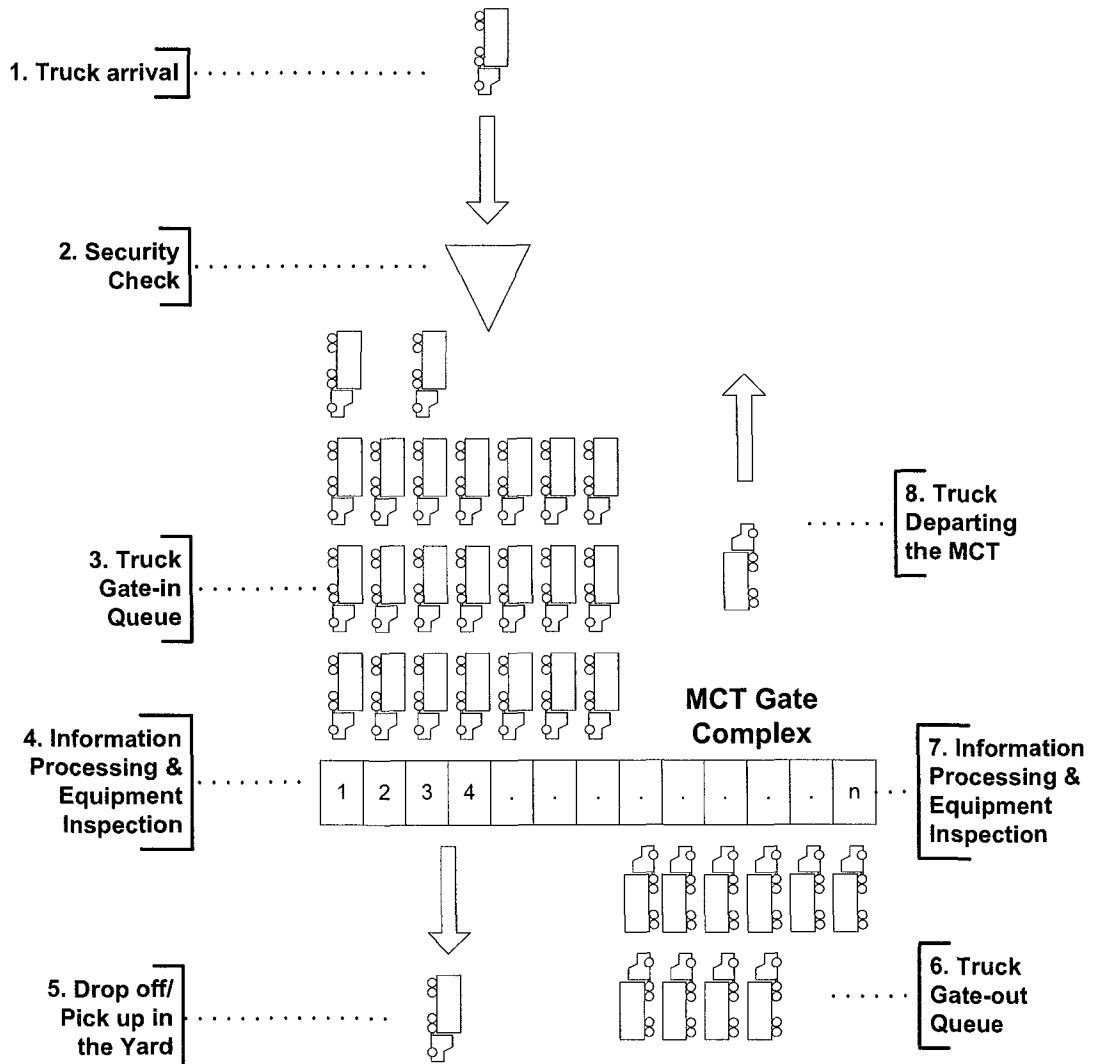 1. Truck arrival
2. Security
Check
3. Truck
Gate-in
Queue
8. Truck
Departing
the MCT
MCT Gate
Complex
4. Information
Processing &
Equipment
Inspection
1 2 3 4 . . . . . . . . n
7. Information
Processing &
Equipment
Inspection
5. Drop off/
Pick up in
the Yard
6. Truck
Gate-out
Queue